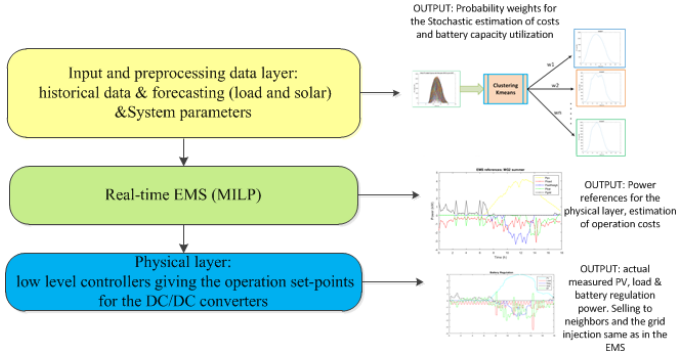 OUTPUT: Probability weights for
the Stochastic estimation of costs
and battery capacity utilization
Input and preprocessing data layer:
historical data & forecasting (load and solar)
&System parameters
Clustering
Kmeans
w1
w2
wn
Real-time EMS (MILP)
OUTPUT: Power
references for the
physical layer, estimation
of operation costs
Physical layer:
low level controllers giving the operation set-points
for the DC/DC converters
Battery Regulation
OUTPUT: actual
measured PV, load &
battery regulation
power. Selling to
neighbors and the grid
injection same as in the
EMS